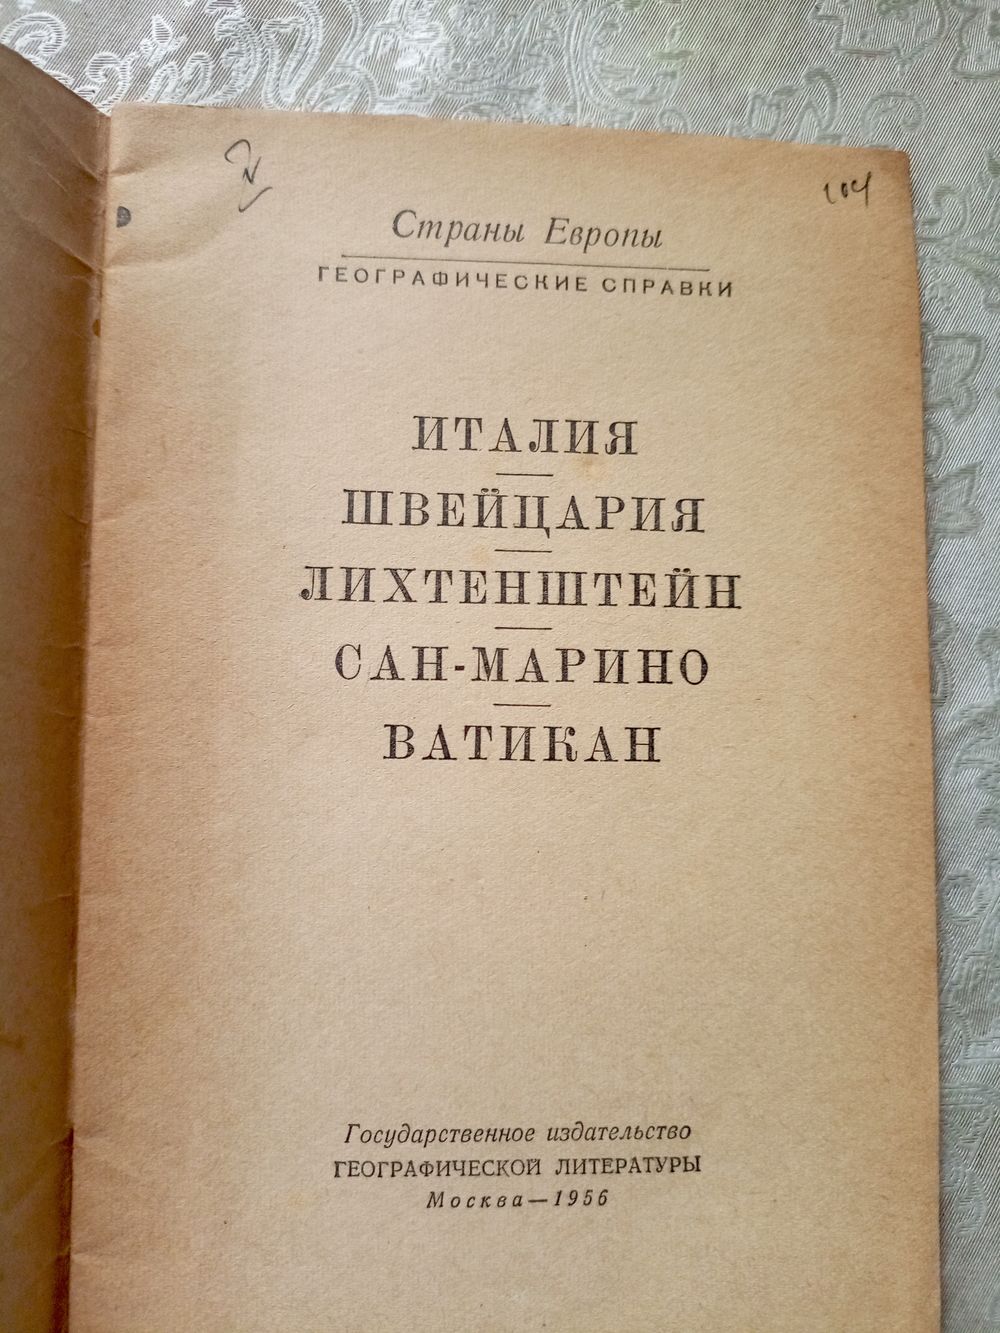 Страны Европы
ГЕОГРАФИЧЕСКИЕ СПРАВКИ
ИТАЛИЯ
ШВЕЙЦАРИЯ
ЛИХТЕНШТЕЙН
САН-МАРИНО
ВАТИКАН
Государственное издательство
ГЕОГРАФИЧЕСКОЙ ЛИТЕРАТУРЫ
Москва—1956